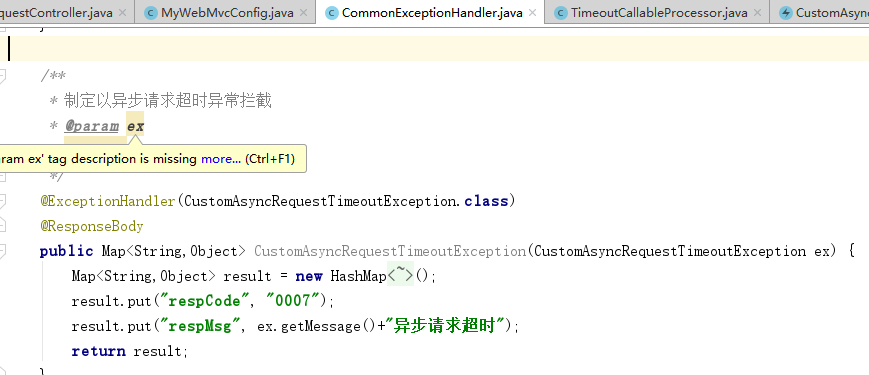 questController.java × MyWebMvcConfig.java × CommonExceptionHandler.java × TimeoutCallableProcessor.java × CustomAsyn
}
/**
* 制定以异步请求超时异常拦截
* @param ex
ram ex' tag description is missing more... (Ctrl+F1)
*/
@ExceptionHandler(CustomAsyncRequestTimeoutException.class)
@ResponseBody
public Map<String,Object> CustomAsyncRequestTimeoutException(CustomAsyncRequestTimeoutException ex) {
Map<String,Object> result = new HashMap<~>();
result.put("respCode", "0007");
result.put("respMsg", ex.getMessage()+"异步请求超时");
return result;
}